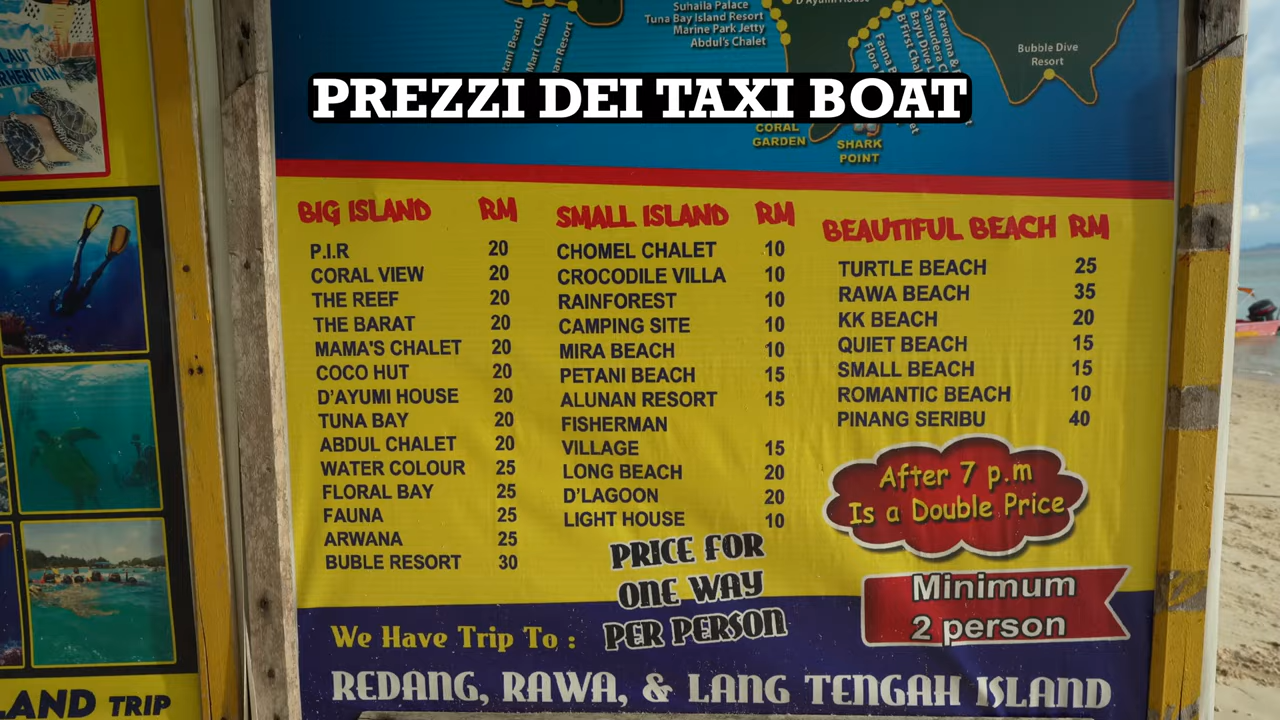 Suhaila Palace
Tuna Bay Island Resort
Marine Park Jetty
Abdul's Chalet
D'Ayumi House
Bubble Dive
Resort
PREZZI DEI TAXI BOAT
CORAL
GARDEN
SHARK
POINT
BIG ISLAND RM
P.I.R 20
CORAL VIEW 20
THE REEF 20
THE BARAT 20
MAMA'S CHALET 20
COCO HUT 20
D'AYUMI HOUSE 20
TUNA BAY 20
ABDUL CHALET 20
WATER COLOUR 25
FLORAL BAY 25
FAUNA 25
ARWANA 25
BUBLE RESORT 30
SMALL ISLAND RM
CHOMEL CHALET 10
CROCODILE VILLA 10
RAINFOREST 10
CAMPING SITE 10
MIRA BEACH 10
PETANI BEACH 15
ALUNAN RESORT 15
FISHERMAN
VILLAGE 15
LONG BEACH 20
D'LAGOON 20
LIGHT HOUSE 10
BEAUTIFUL BEACH RM
TURTLE BEACH 25
RAWA BEACH 35
KK BEACH 20
QUIET BEACH 15
SMALL BEACH 15
ROMANTIC BEACH 10
PINANG SERIBU 40
After 7 p.m
Is a Double Price
PRICE FOR
ONE WAY
PER PERSON
Minimum
2 person
We Have Trip To :
REDANG, RAWA, & LANG TENGAH ISLAND
LAUT
TRIP